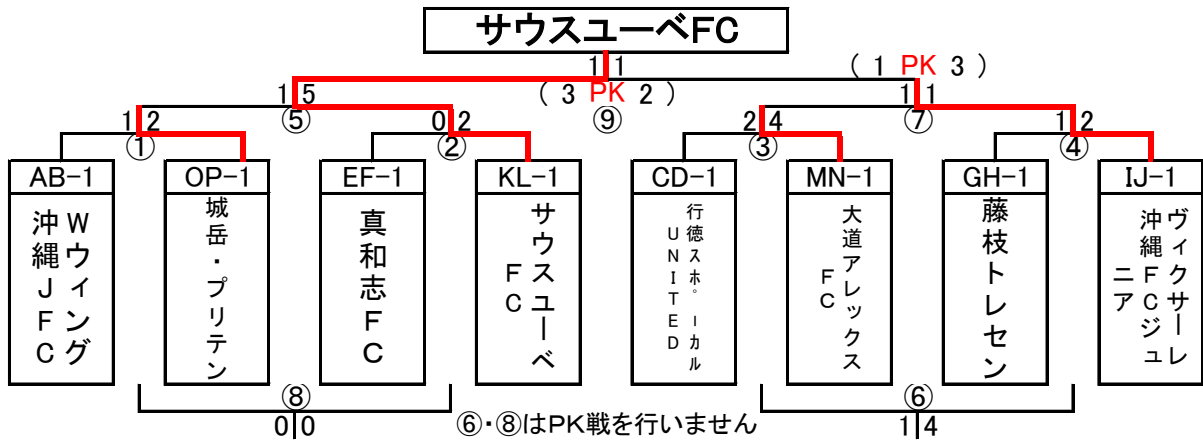 サウスユーベFC
1 1
( 1 PK 3 )
1 5
( 3 PK 2 )
1 1
1 2
⑤
0 2
⑨
2 4
⑦
1 2
①
②
③
④
AB-1
OP-1
EF-1
KL-1
CD-1
MN-1
GH-1
IJ-1
Wウィング
沖縄JFC
城岳・プリテン
真和志FC
サウスユーベ
FC
行徳スポーカル
UNITED
大道アレックス
FC
藤枝トレセン
ヴィクサーレ
沖縄FCジュ
ニア
⑧
⑥
0 0
⑥・⑧はPK戦を行いません
1 4